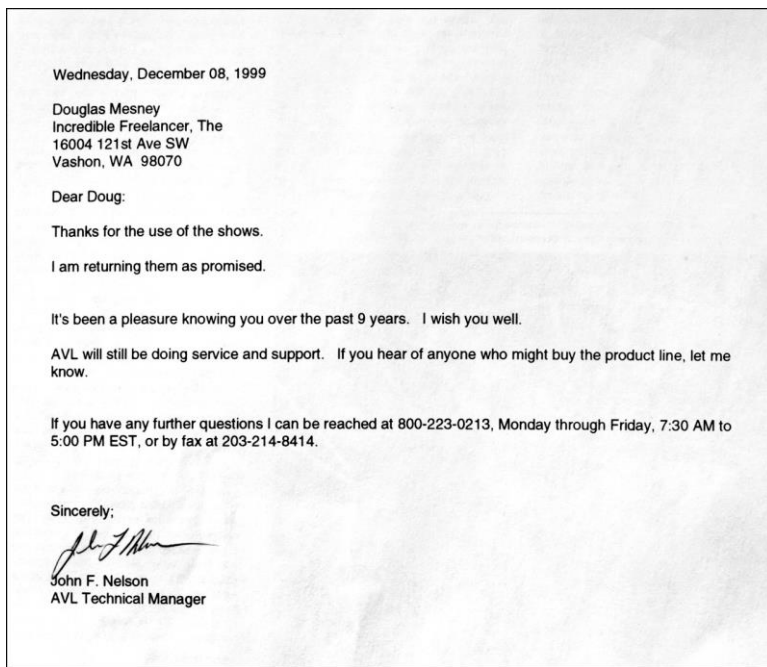 Wednesday, December 08, 1999
Douglas Mesney
Incredible Freelancer, The
16004 121st Ave SW
Vashon, WA 98070
Dear Doug:
Thanks for the use of the shows.
I am returning them as promised.
It's been a pleasure knowing you over the past 9 years. I wish you well.
AVL will still be doing service and support. If you hear of anyone who might buy the product line, let me
know.
If you have any further questions I can be reached at 800-223-0213, Monday through Friday, 7:30 AM to
5:00 PM EST, or by fax at 203-214-8414.
Sincerely;
John F. Nelson
AVL Technical Manager